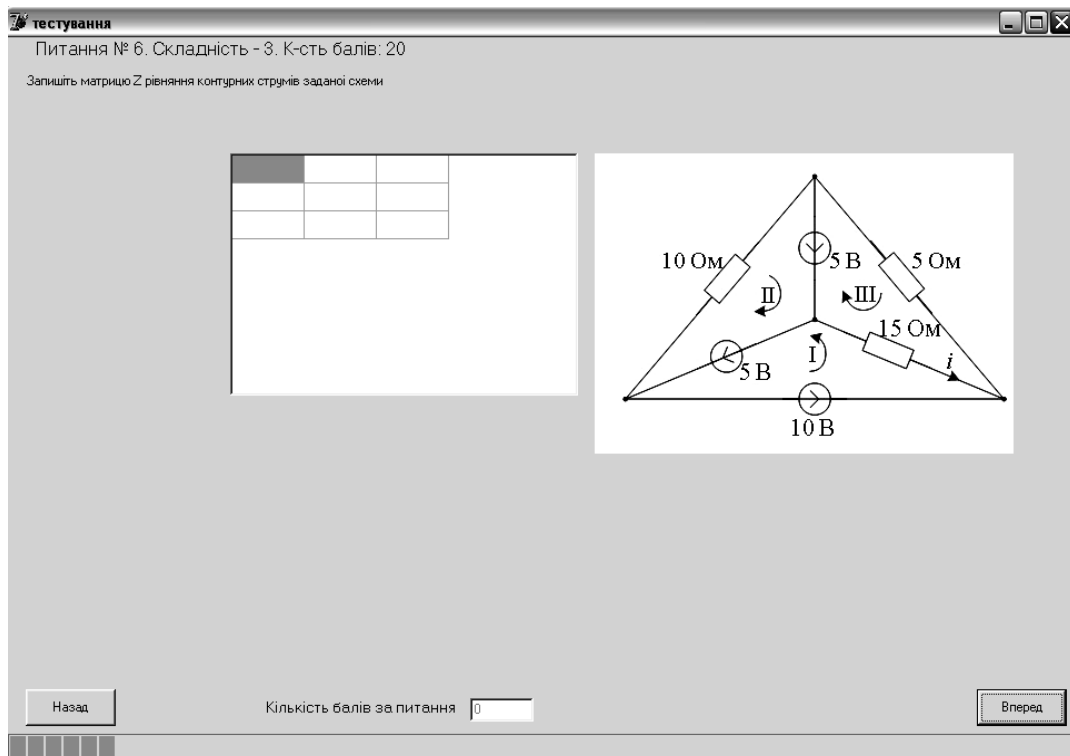 тестування
Питання № 6. Складність - 3. К-сть балів: 20
Запишіть матрицю Z рівняння контурних струмів заданої схеми
10 Ом
5 В
5 Ом
II
III
15 Ом
I
i
5 В
10 В
Назад
Кількість балів за питання
0
Вперед